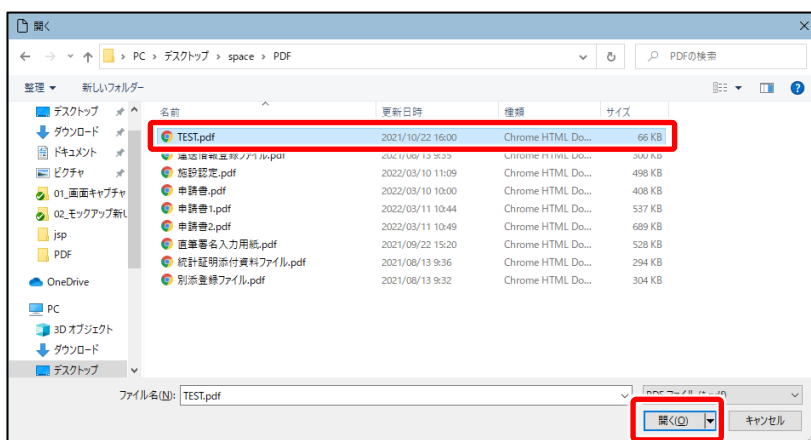 開く
PC › デスクトップ › space › PDF
PDFの検索
整理 新しいフォルダー
名前 更新日時 種類 サイズ
デスクトップ
ダウンロード
ドキュメント
ピクチャ
01_画面キャプチャ
02_モックアップ新U
jsp
PDF
OneDrive
PC
3D オブジェクト
ダウンロード
デスクトップ
TEST.pdf 2021/10/22 16:00 Chrome HTML Do... 66 KB
2021/08/13 9:35 Chrome HTML Do... 300 KB
施設認定.pdf 2022/03/10 11:09 Chrome HTML Do... 498 KB
申請書.pdf 2022/03/10 10:00 Chrome HTML Do... 408 KB
申請書1.pdf 2022/03/11 10:44 Chrome HTML Do... 537 KB
申請書2.pdf 2022/03/11 10:49 Chrome HTML Do... 689 KB
直筆署名入力用紙.pdf 2021/09/22 15:20 Chrome HTML Do... 528 KB
統計証明添付資料ファイル.pdf 2021/08/13 9:36 Chrome HTML Do... 294 KB
別添登録ファイル.pdf 2021/08/13 9:32 Chrome HTML Do... 304 KB
ファイル名(N): TEST.pdf
開く(O) キャンセル